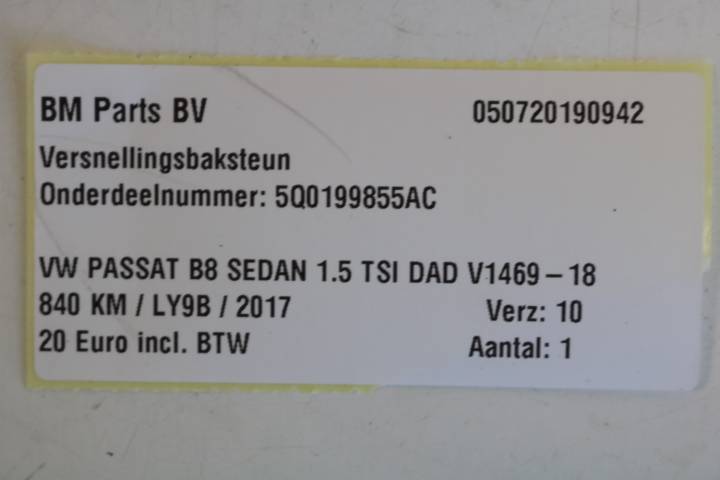 BM Parts BV 050720190942
Versnellingsbaksteun
Onderdeelnummer: 5Q0199855AC
VW PASSAT B8 SEDAN 1.5 TSI DAD V1469-18
840 KM / LY9B / 2017 Verz: 10
20 Euro incl. BTW Aantal: 1